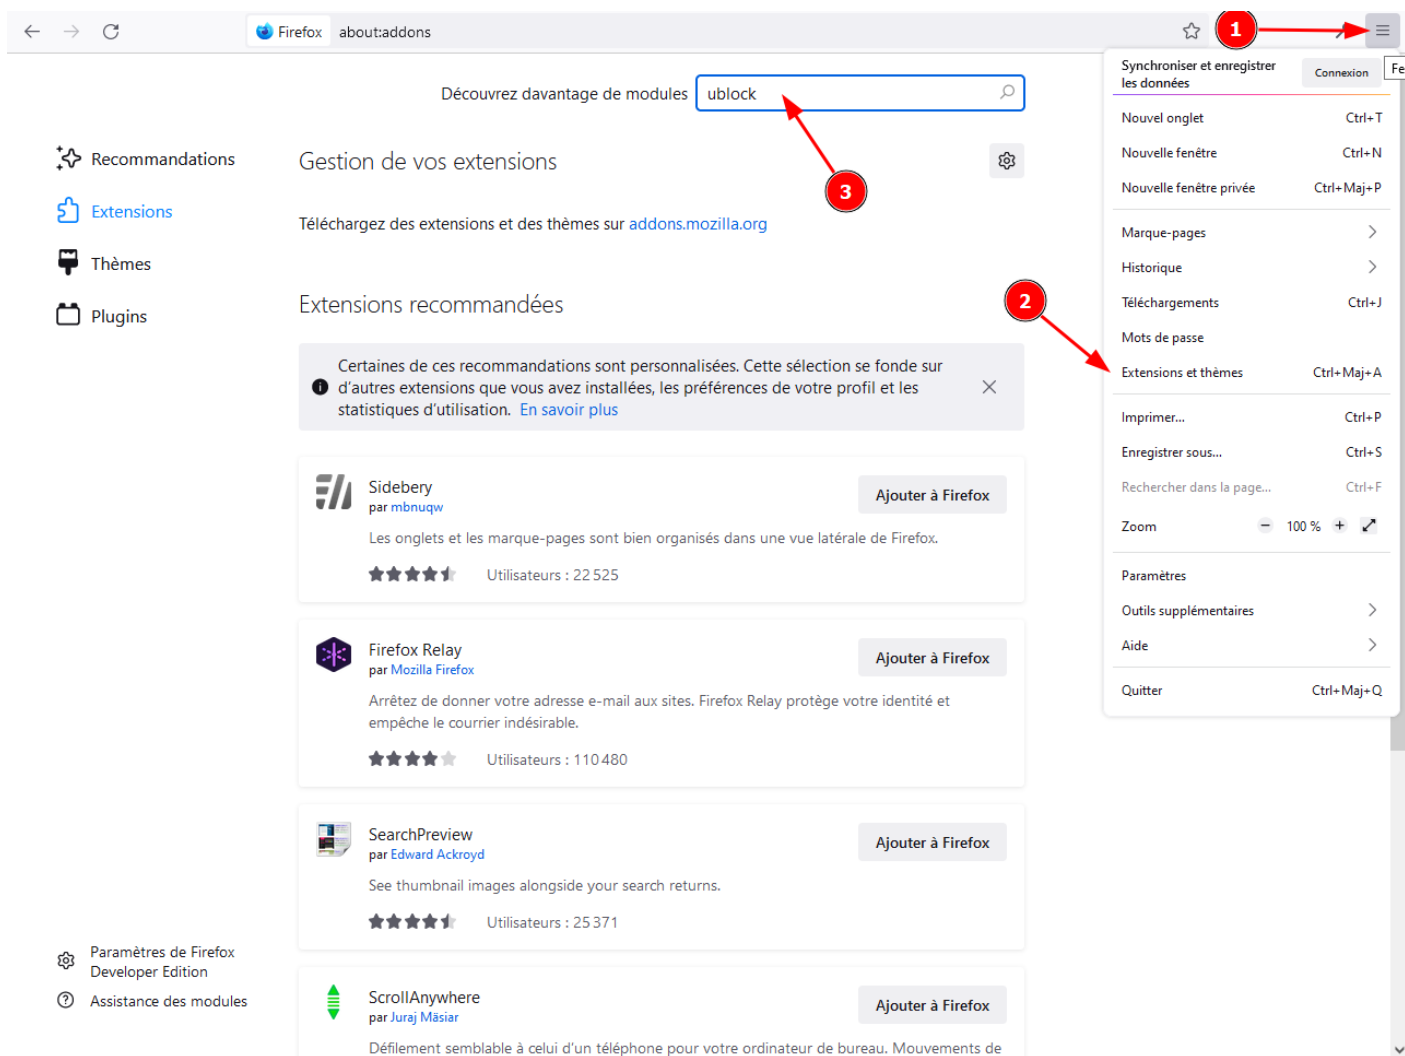 Firefox about:addons
1
Synchroniser et enregistrer
les données
Connexion
Fe
Découvrez davantage de modules ublock
3
Nouvel onglet Ctrl+T
Nouvelle fenêtre Ctrl+N
Nouvelle fenêtre privée Ctrl+Maj+P
Marque-pages
Historique
Téléchargements Ctrl+J
Mots de passe
2
Extensions et thèmes Ctrl+Maj+A
Imprimer... Ctrl+P
Enregistrer sous... Ctrl+S
Rechercher dans la page... Ctrl+F
Zoom 100 %
Paramètres
Outils supplémentaires
Aide
Quitter Ctrl+Maj+Q
Recommandations
Extensions
Thèmes
Plugins
Gestion de vos extensions
Téléchargez des extensions et des thèmes sur addons.mozilla.org
Extensions recommandées
Certaines de ces recommandations sont personnalisées. Cette sélection se fonde sur
d’autres extensions que vous avez installées, les préférences de votre profil et les
statistiques d’utilisation. En savoir plus
Sidebery
par mbnuqw
Ajouter à Firefox
Les onglets et les marque-pages sont bien organisés dans une vue latérale de Firefox.
Utilisateurs : 22 525
Firefox Relay
par Mozilla Firefox
Ajouter à Firefox
Arrêtez de donner votre adresse e-mail aux sites. Firefox Relay protège votre identité et
empêche le courrier indésirable.
Utilisateurs : 110 480
SearchPreview
par Edward Ackroyd
Ajouter à Firefox
See thumbnail images alongside your search returns.
Utilisateurs : 25 371
ScrollAnywhere
par Juraj Mäsiar
Ajouter à Firefox
Défilement semblable à celui d'un téléphone pour votre ordinateur de bureau. Mouvements de
Paramètres de Firefox
Developer Edition
Assistance des modules